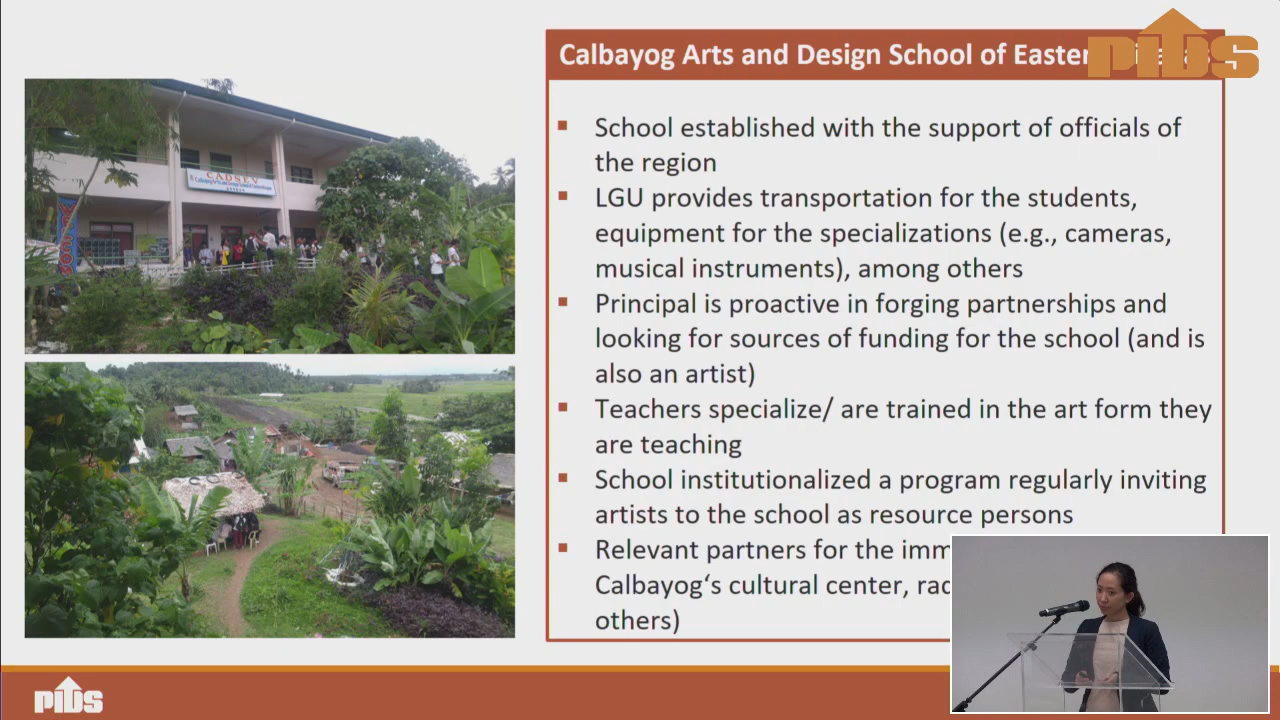 Calbayog Arts and Design School of Easter
pids
CADSEV
School established with the support of officials of
the region
LGU provides transportation for the students,
equipment for the specializations (e.g., cameras,
musical instruments), among others
Principal is proactive in forging partnerships and
looking for sources of funding for the school (and is
also an artist)
Teachers specialize/ are trained in the art form they
are teaching
School institutionalized a program regularly inviting
artists to the school as resource persons
Relevant partners for the imm
Calbayog‘s cultural center, rad
others)
pids